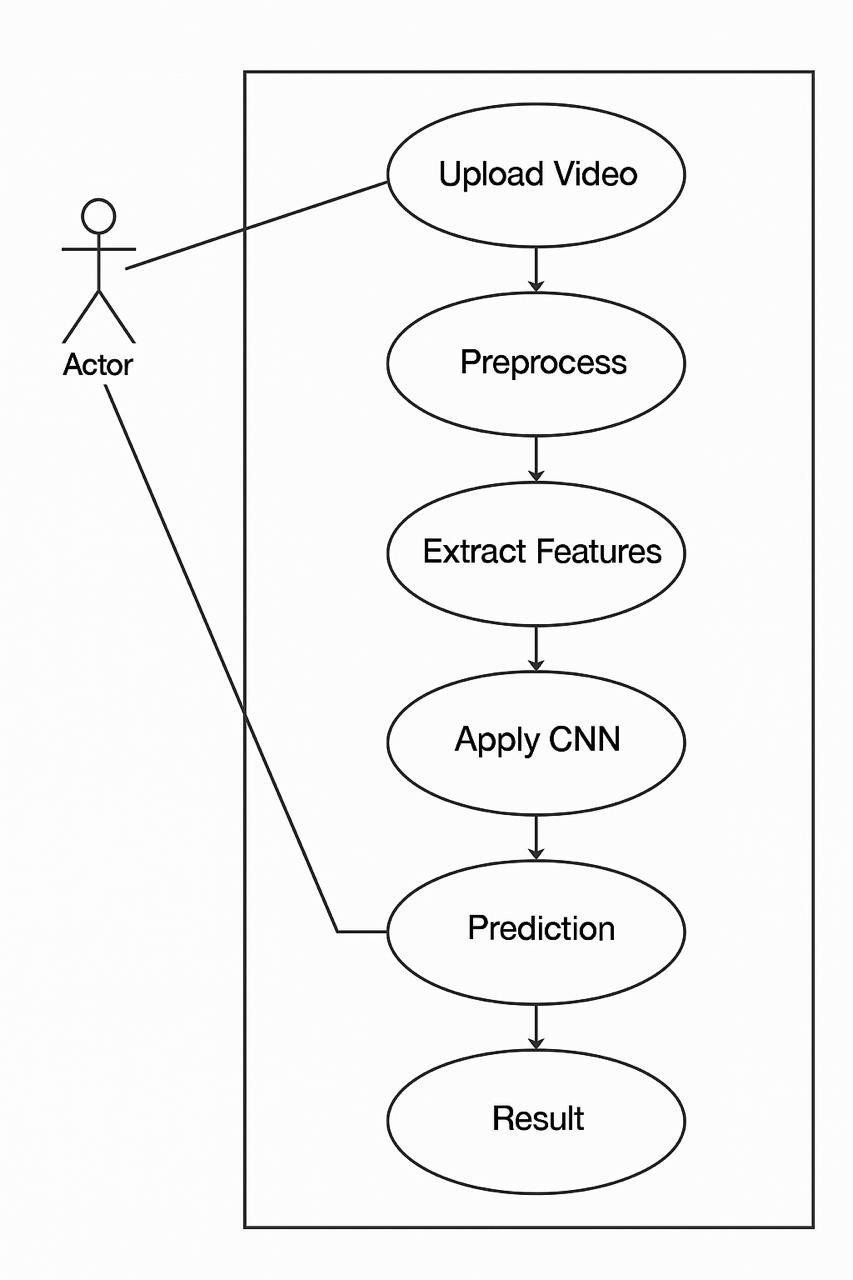 Upload Video
Actor
Preprocess
Extract Features
Apply CNN
Prediction
Result